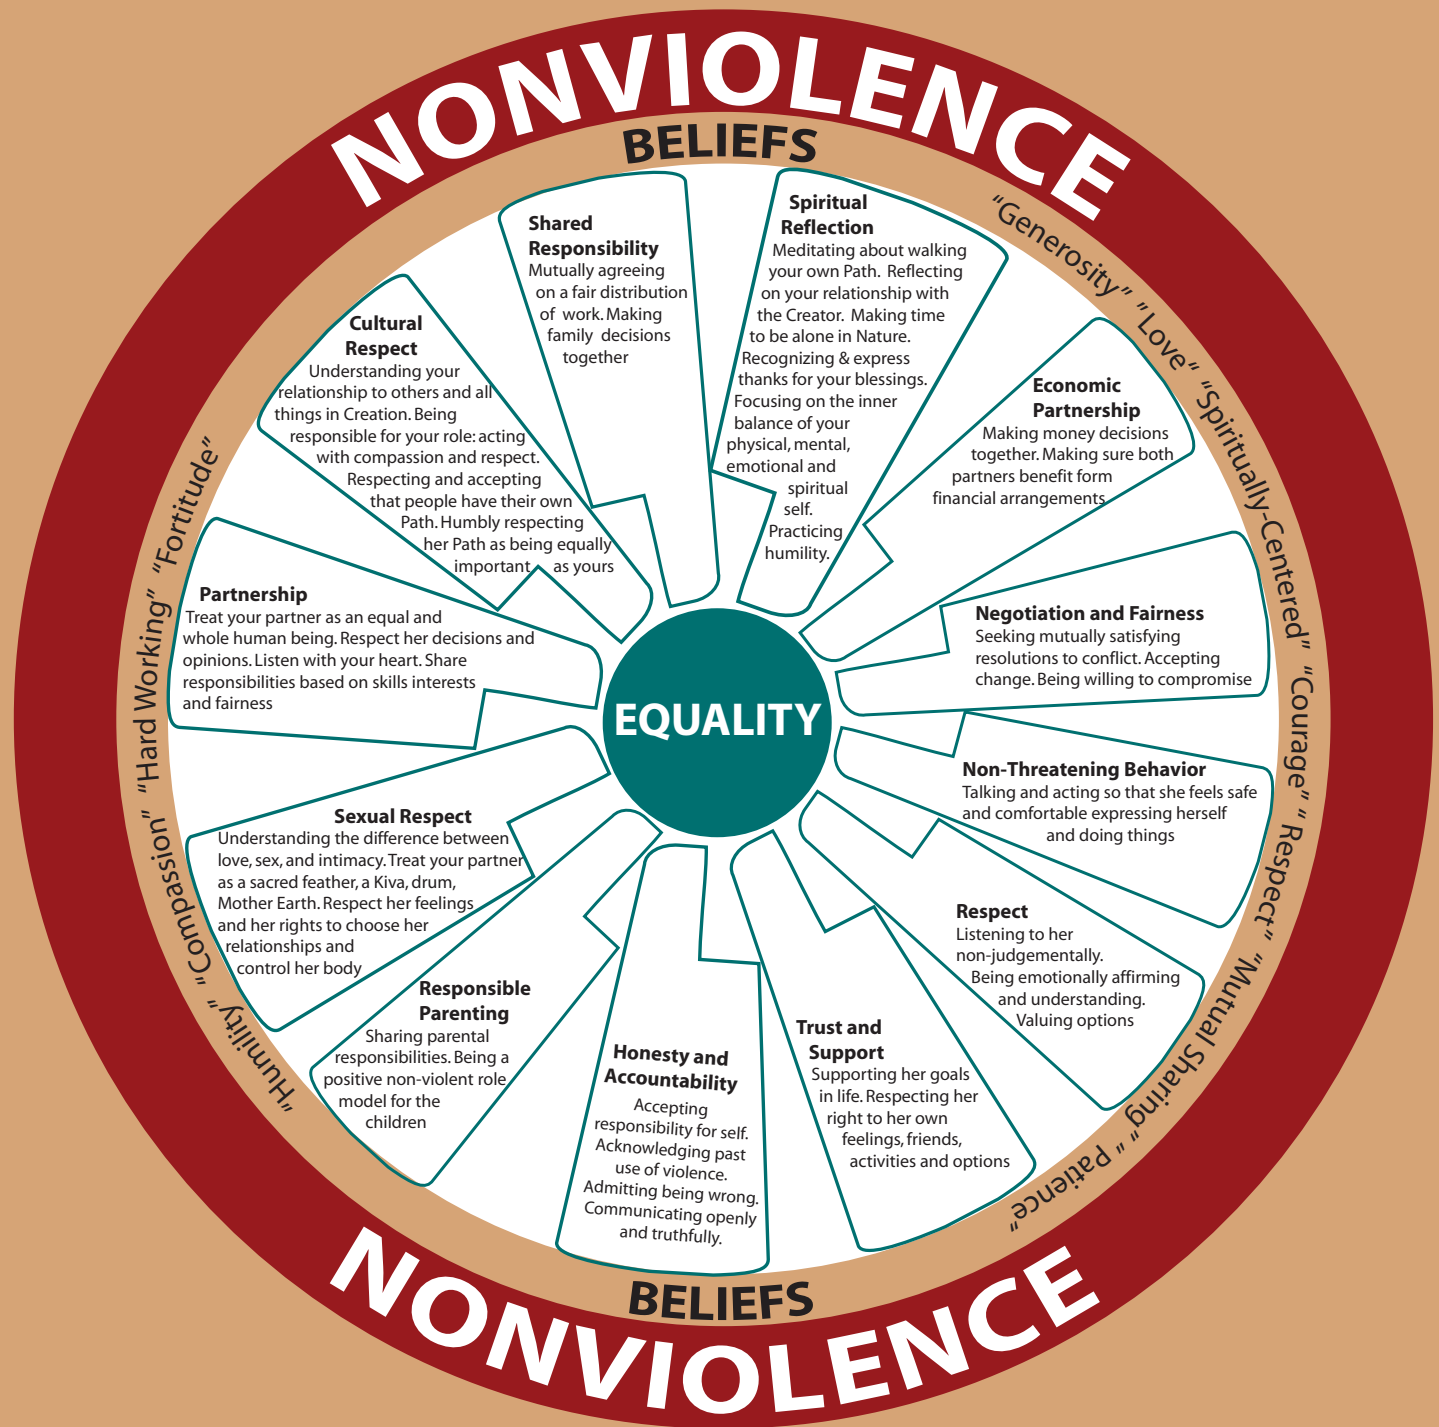 NONVIOLENCE
BELIEFS
"Generosity" "Love" "Spiritually-Centered" "Courage" "Respect" "Mutual Sharing" "Patience"
Spiritual
Reflection
Meditating about walking
your own Path. Reflecting
on your relationship with
the Creator. Making time
to be alone in Nature.
Recognizing & express
thanks for your blessings.
Focusing on the inner
balance of your
physical, mental,
emotional and
spiritual
self.
Practicing
humility.
Economic
Partnership
Making money decisions
together. Making sure both
partners benefit form
financial arrangements
Negotiation and Fairness
Seeking mutually satisfying
resolutions to conflict. Accepting
change. Being willing to compromise
Non-Threatening Behavior
Talking and acting so that she feels safe
and comfortable expressing herself
and doing things
Respect
Listening to her
non-judgementally.
Being emotionally affirming
and understanding.
Valuing options
Trust and
Support
Supporting her goals
in life. Respecting her
right to her own
feelings, friends,
activities and options
Honesty and
Accountability
Accepting
responsibility for self.
Acknowledging past
use of violence.
Admitting being wrong.
Communicating openly
and truthfully.
Responsible
Parenting
Sharing parental
responsibilities. Being a
positive non-violent role
model for the
children
Sexual Respect
Understanding the difference between
love, sex, and intimacy. Treat your partner
as a sacred feather, a Kiva, drum,
Mother Earth. Respect her feelings
and her rights to choose her
relationships and
control her body
Partnership
Treat your partner as an equal and
whole human being. Respect her decisions and
opinions. Listen with your heart. Share
responsibilities based on skills interests
and fairness
Cultural
Respect
Understanding your
relationship to others and all
things in Creation. Being
responsible for your role: acting
with compassion and respect.
Respecting and accepting
that people have their own
Path. Humbly respecting
her Path as being equally
important as yours
Shared
Responsibility
Mutually agreeing
on a fair distribution
of work. Making
family decisions
together
EQUALITY
"Humility" "Compassion" "Hard Working" "Fortitude"
BELIEFS
NONVIOLENCE